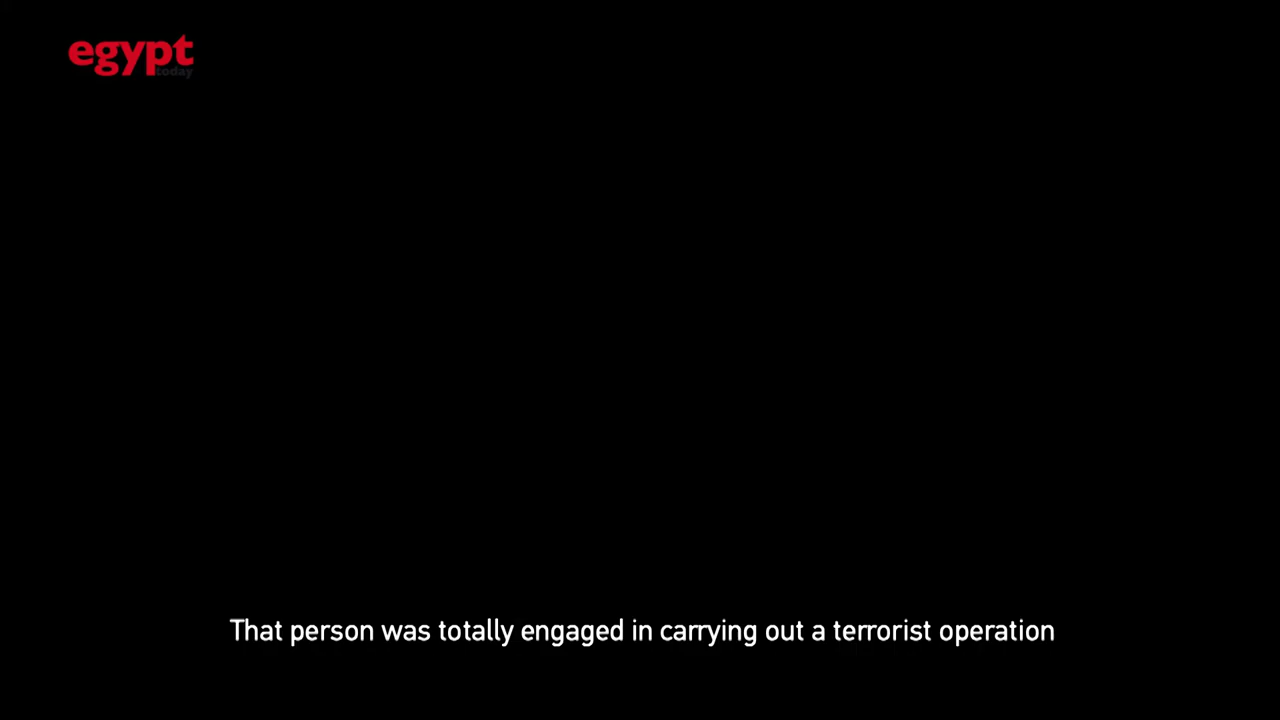 egypt
today
That person was totally engaged in carrying out a terrorist operation